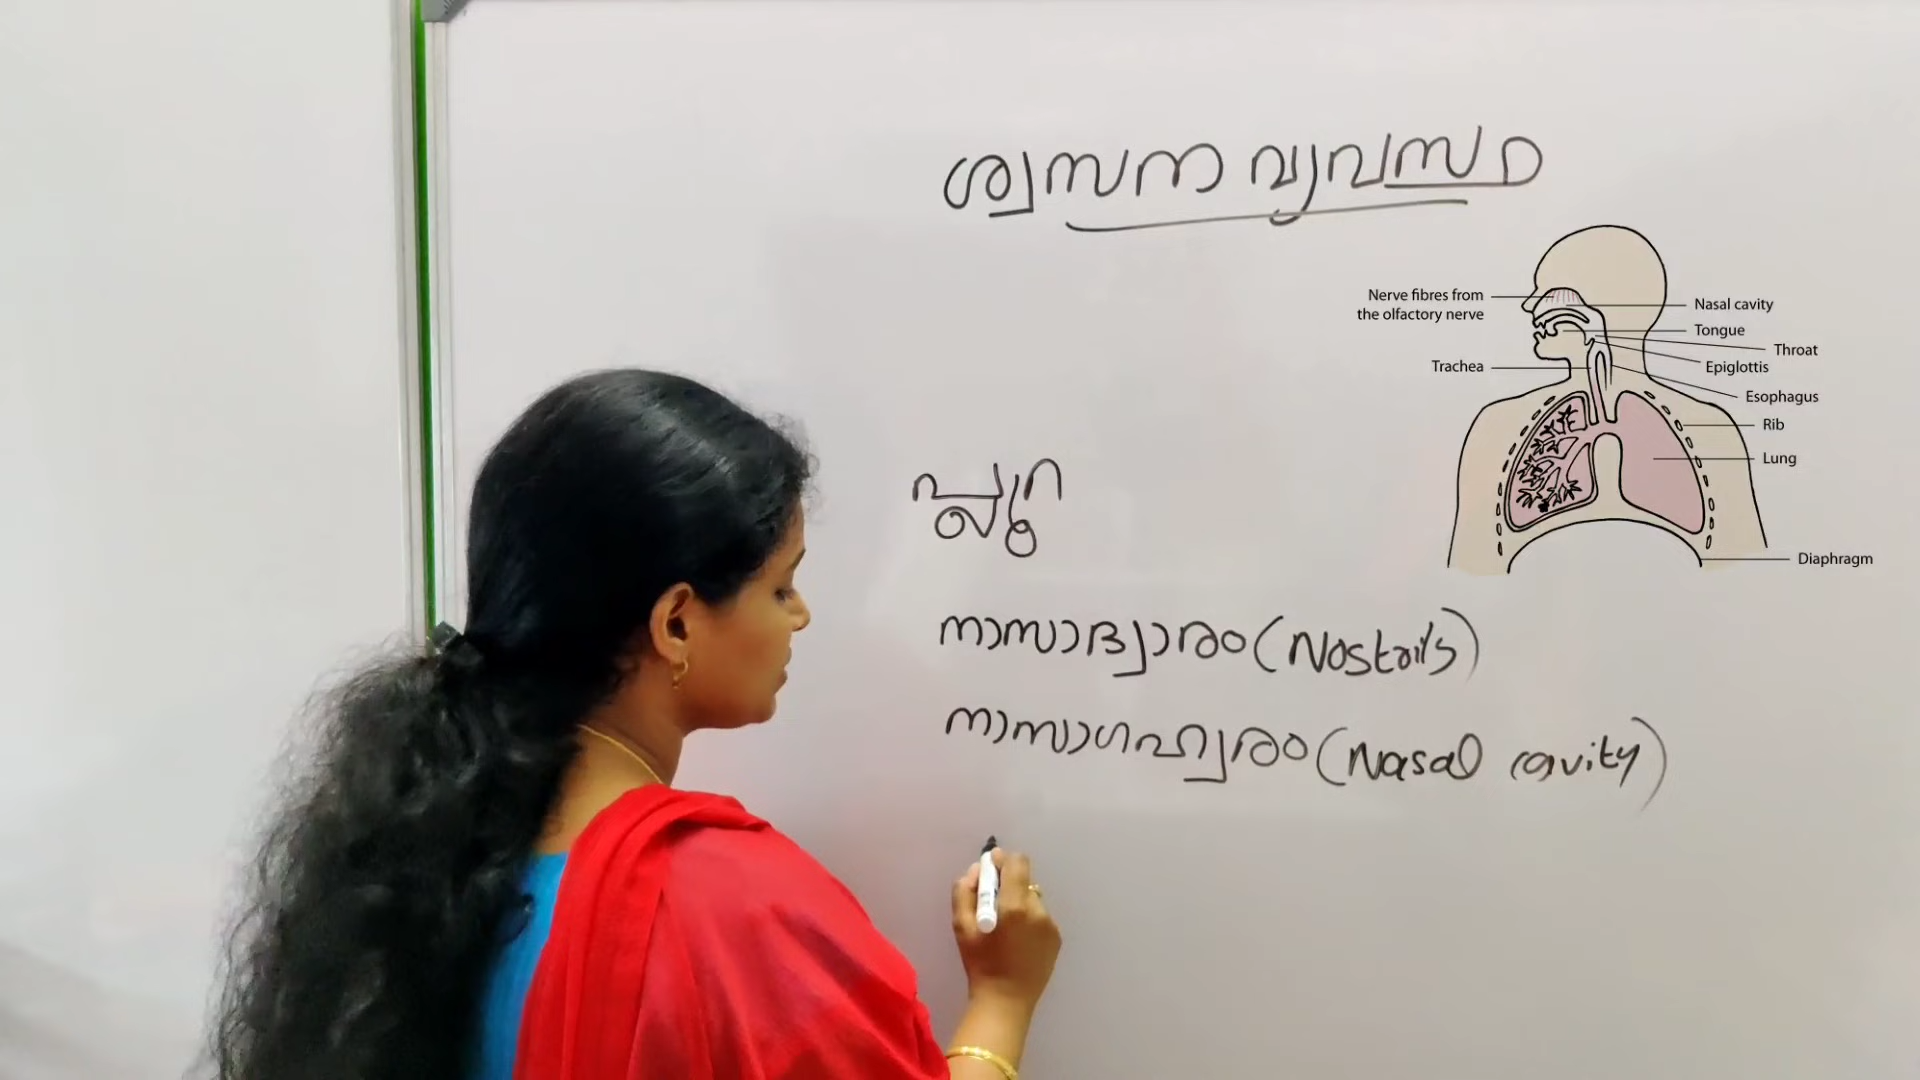 ശ്വസന വ്യവസ്ഥ
Nerve fibres from
the olfactory nerve
Nasal cavity
Tongue
Throat
Trachea
Epiglottis
Esophagus
Rib
Lung
പ്ലൂറ
Diaphragm
നാസാദ്വാരം (Nostrils)
നാസാഗഹ്വരം (Nasal cavity)